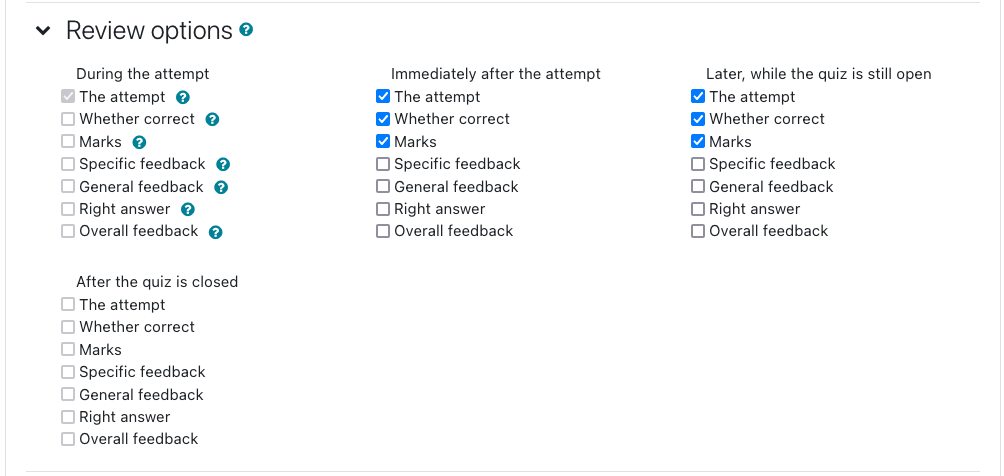 Review options ?
During the attempt
The attempt ?
Whether correct ?
Marks ?
Specific feedback ?
General feedback ?
Right answer ?
Overall feedback ?
Immediately after the attempt
The attempt
Whether correct
Marks
Specific feedback
General feedback
Right answer
Overall feedback
Later, while the quiz is still open
The attempt
Whether correct
Marks
Specific feedback
General feedback
Right answer
Overall feedback
After the quiz is closed
The attempt
Whether correct
Marks
Specific feedback
General feedback
Right answer
Overall feedback